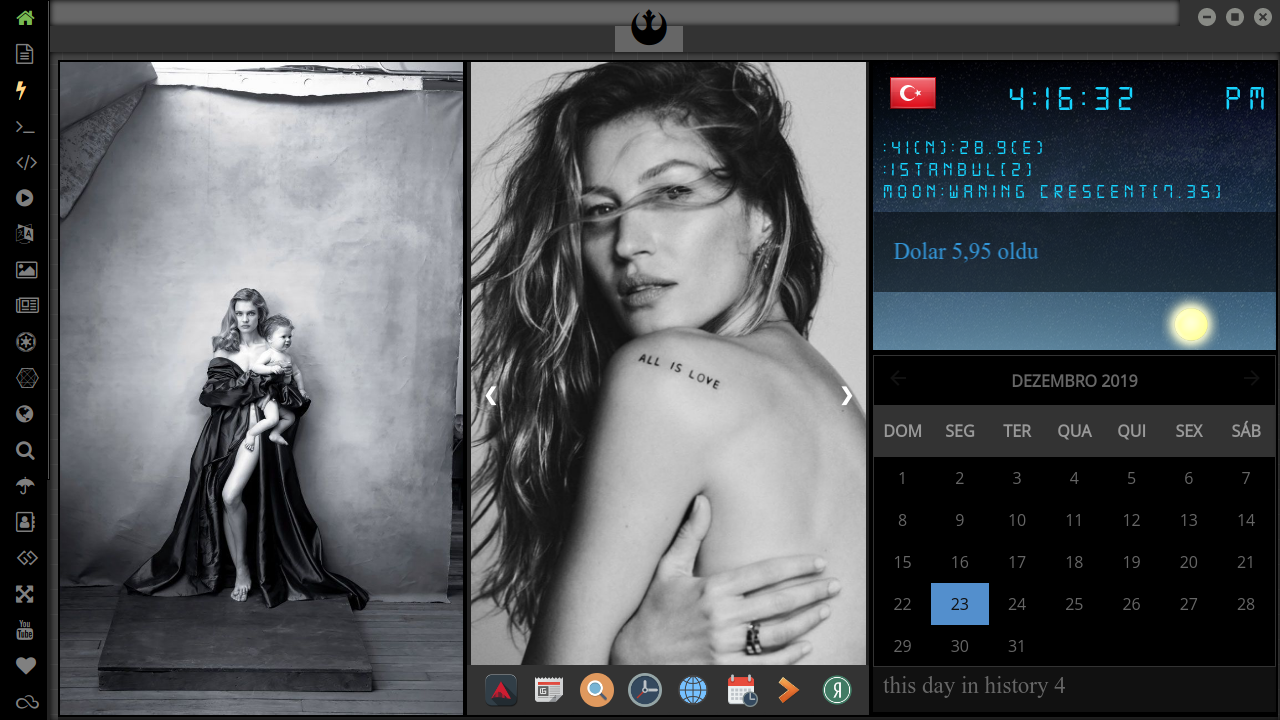 4:16:32 PM
:41(N):28.9(E)
:ISTANBUL(2)
MOON:WANING CRESCENT(7.35)
Dolar 5,95 oldu
ALL IS LOVE
DEZEMBRO 2019
DOM SEG TER QUA QUI SEX SÁB
1 2 3 4 5 6 7
8 9 10 11 12 13 14
15 16 17 18 19 20 21
22 23 24 25 26 27 28
29 30 31
this day in history 4
You
Tube